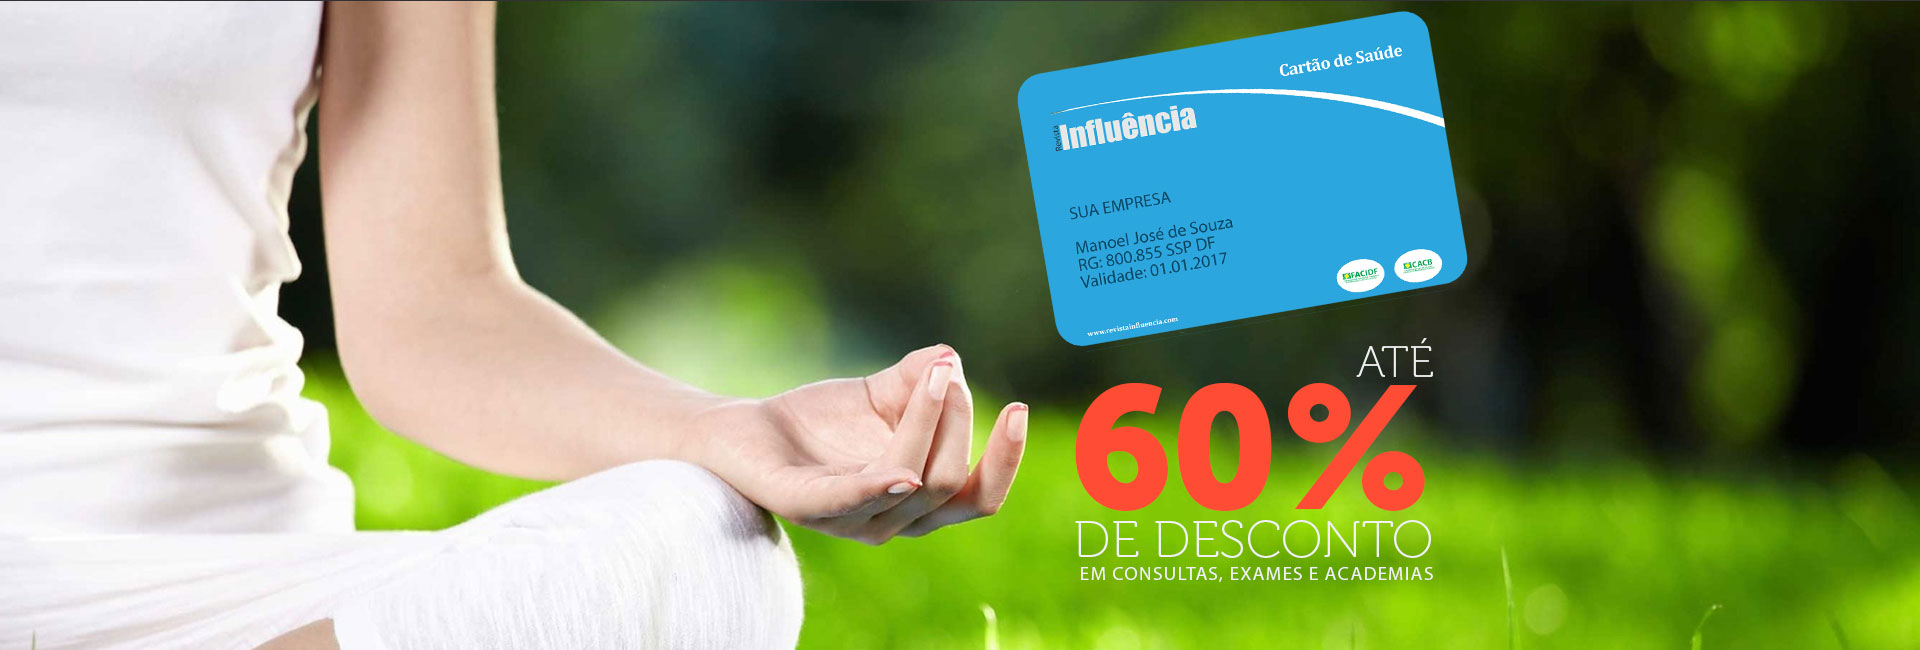 Cartão de Saúde
Revista
Influência
SUA EMPRESA
Manoel José de Souza
RG: 800.855 SSP DF
Validade: 01.01.2017
FACIDF
CACB
www.revistainfluencia.com
ATÉ
60%
DE DESCONTO
EM CONSULTAS, EXAMES E ACADEMIAS